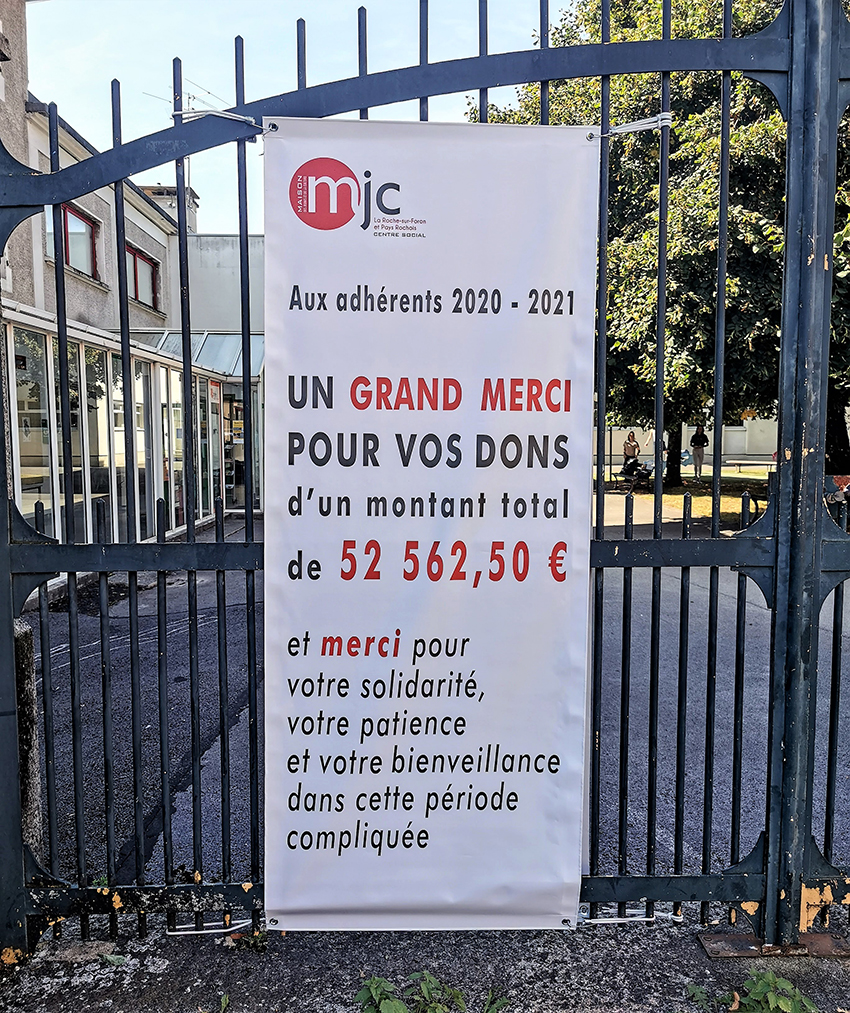 MAISON
mjc
La Roche-sur-Foron
et Pays Rochois
CENTRE SOCIAL
Aux adhérents 2020 - 2021
UN GRAND MERCI
POUR VOS DONS
d'un montant total
de 52 562,50 €
et merci pour
votre solidarité,
votre patience
et votre bienveillance
dans cette période
compliquée